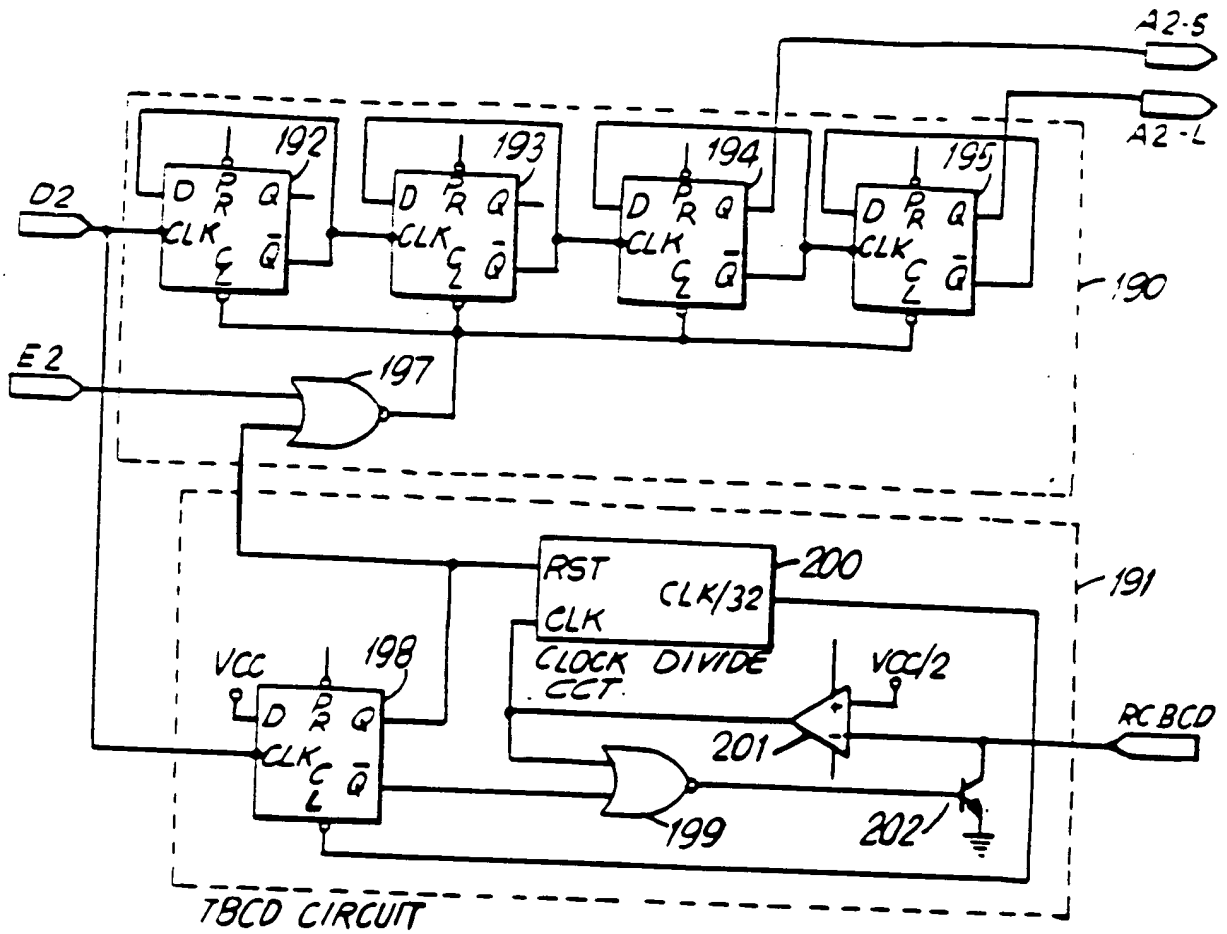 A2-S
A2-L
192
193
194
195
D2
D PR Q
CLK CL Q̅
D PR Q
CLK CL Q̅
D PR Q
CLK CL Q̅
D PR Q
CLK CL Q̅
190
E2
197
RST
CLK/32
CLK
200
191
CLOCK DIVIDE
CCT.
VCC
198
D PR Q
CLK CL Q̅
VCC/2
+
-
201
RCBCD
199
202
TBCD CIRCUIT